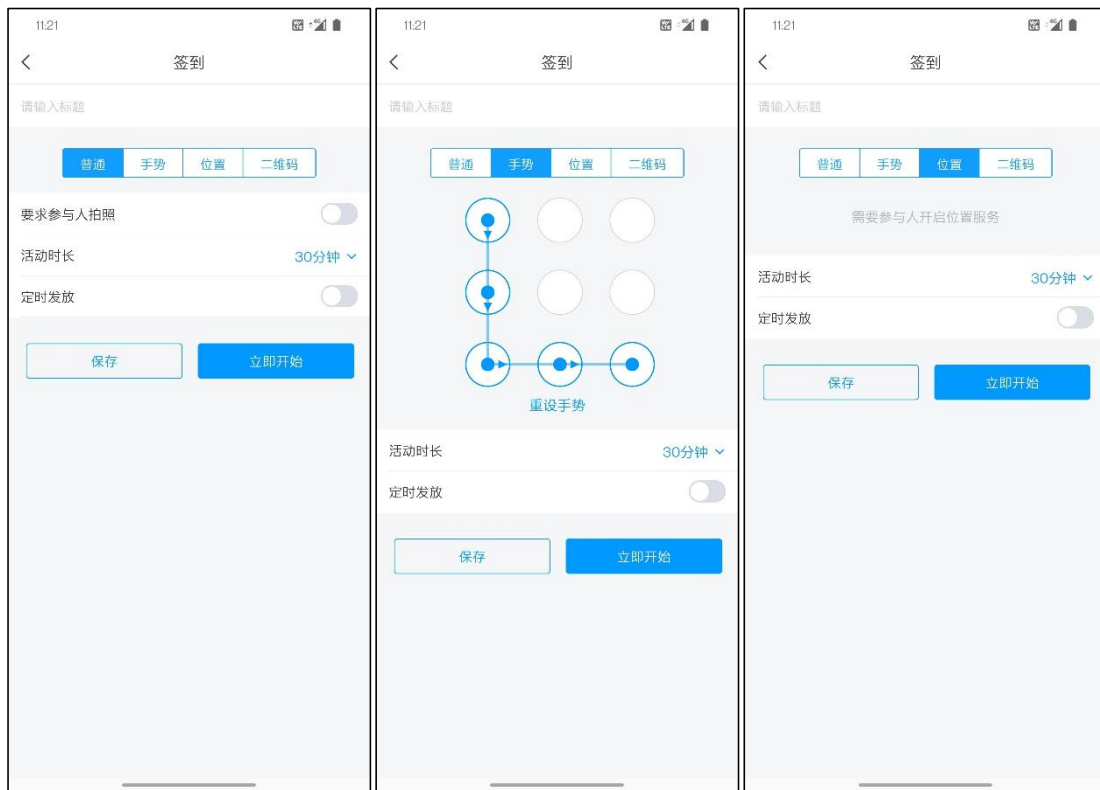 11:21
签到
请输入标题
普通 手势 位置 二维码
要求参与人拍照
活动时长 30分钟
定时发放
保存 立即开始
11:21
签到
请输入标题
普通 手势 位置 二维码
重设手势
活动时长 30分钟
定时发放
保存 立即开始
11:21
签到
请输入标题
普通 手势 位置 二维码
需要参与人开启位置服务
活动时长 30分钟
定时发放
保存 立即开始